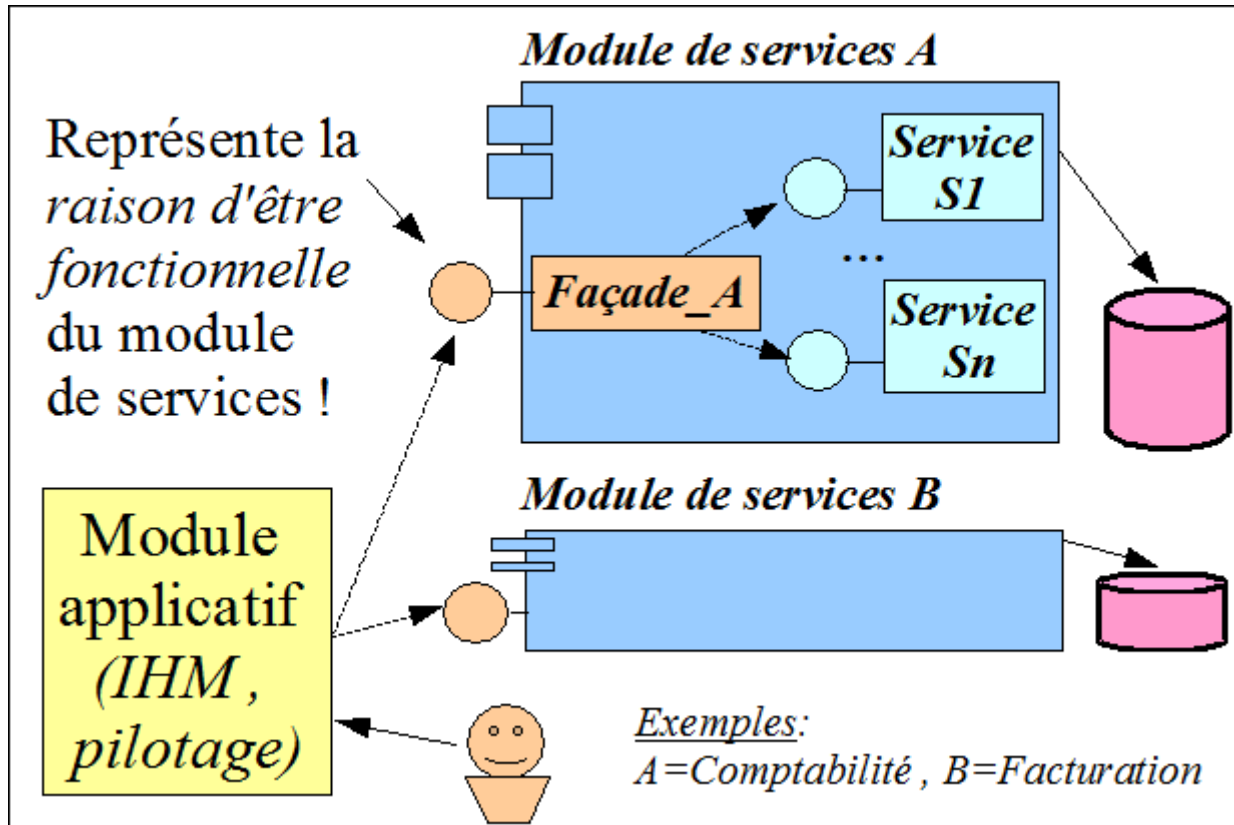 Module de services A
Représente la
raison d'être
fonctionnelle
du module
de services !
Façade_A
Service
S1
...
Service
Sn
Module de services B
Module
applicatif
(IHM ,
pilotage)
Exemples:
A=Comptabilité , B=Facturation